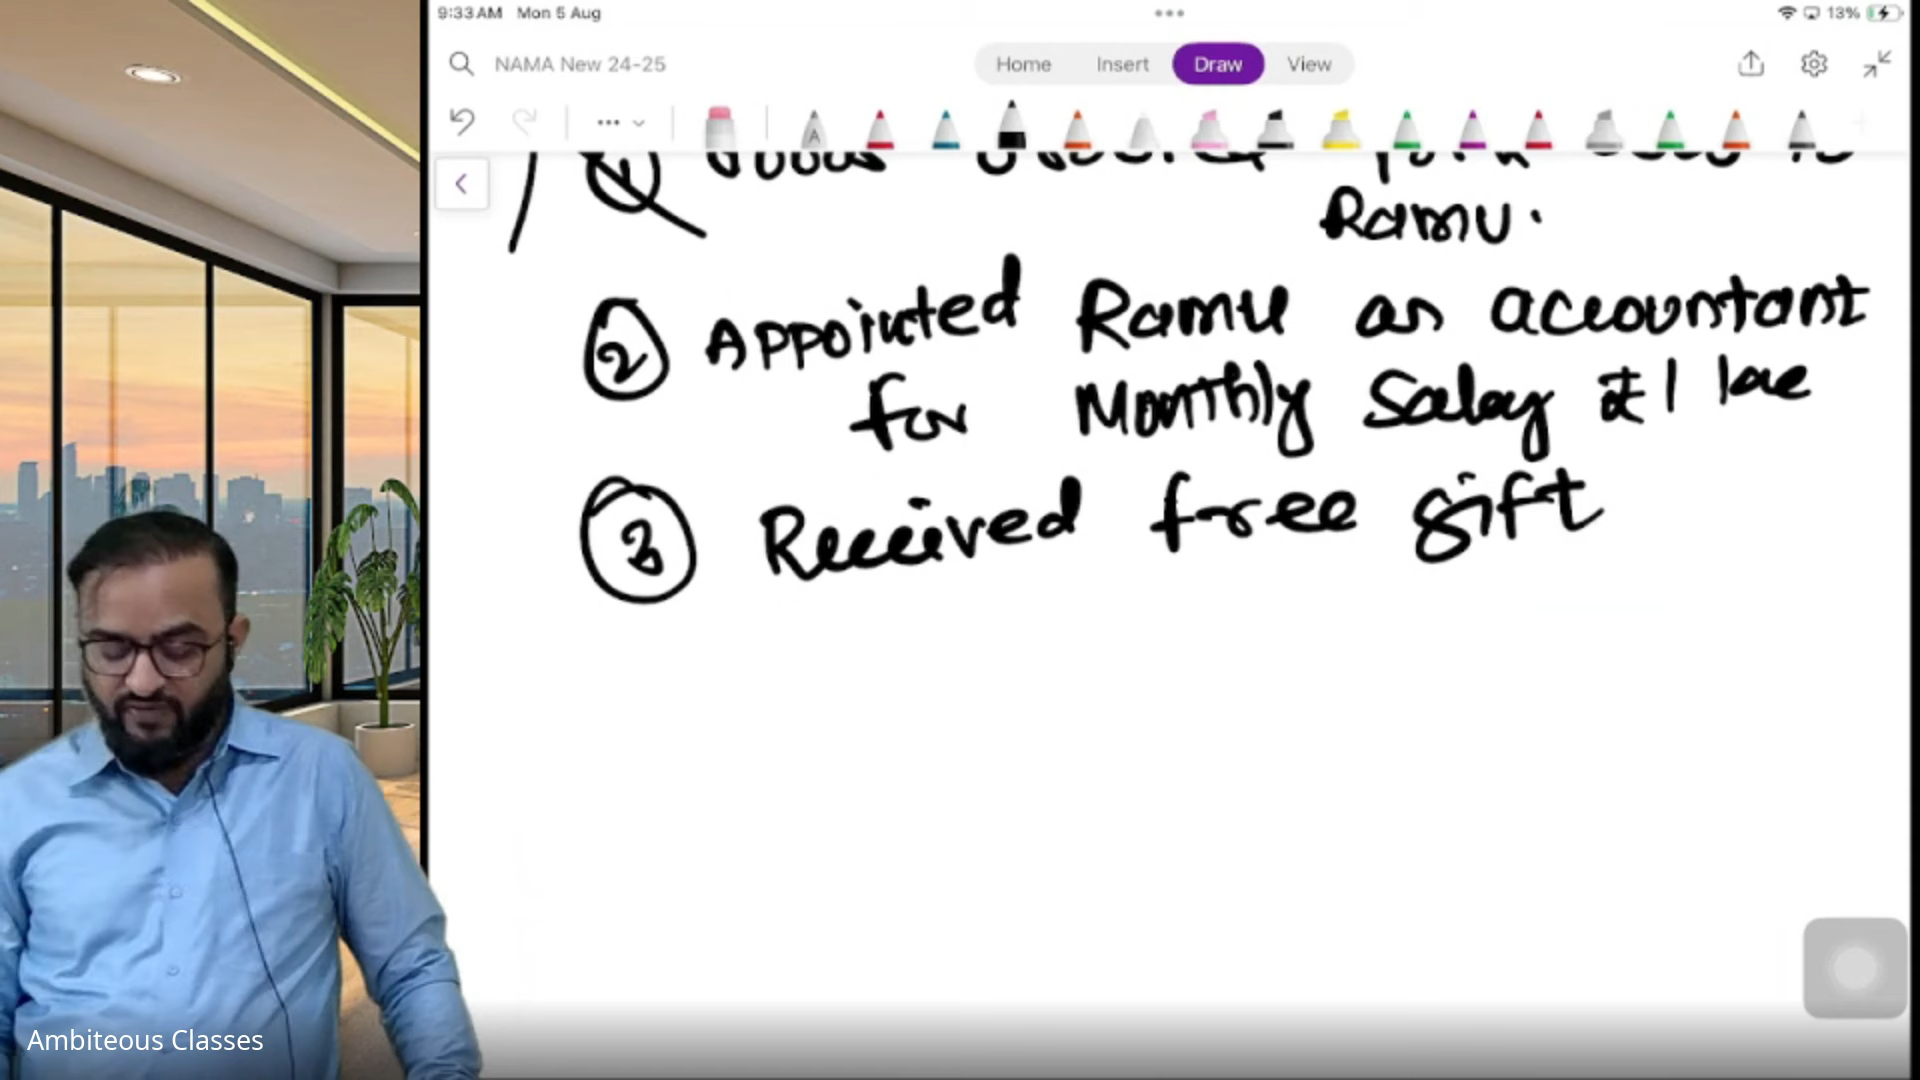 9:33 AM Mon 5 Aug
13%
NAMA New 24-25
Home Insert Draw View
A
Ramu.
② Appointed Ramu as accountant
for Monthly Salary ₹1 lac
③ Received free gift
Ambiteous Classes